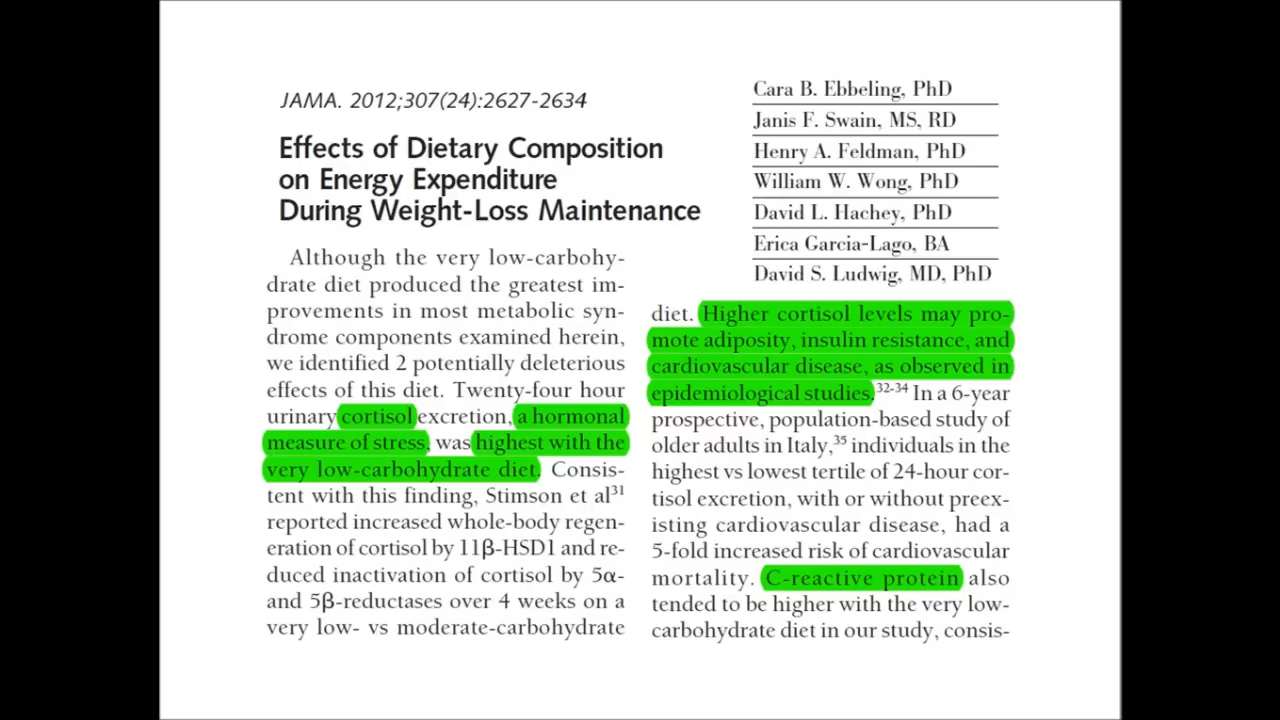 JAMA. 2012;307(24):2627-2634
Effects of Dietary Composition
on Energy Expenditure
During Weight-Loss Maintenance
Cara B. Ebbeling, PhD
Janis F. Swain, MS, RD
Henry A. Feldman, PhD
William W. Wong, PhD
David L. Hachey, PhD
Erica Garcia-Lago, BA
David S. Ludwig, MD, PhD
Although the very low-carbohy-
drate diet produced the greatest im-
provements in most metabolic syn-
drome components examined herein,
we identified 2 potentially deleterious
effects of this diet. Twenty-four hour
urinary cortisol excretion, a hormonal
measure of stress, was highest with the
very low-carbohydrate diet. Consis-
tent with this finding, Stimson et al31
reported increased whole-body regen-
eration of cortisol by 11β-HSD1 and re-
duced inactivation of cortisol by 5α-
and 5β-reductases over 4 weeks on a
very low- vs moderate-carbohydrate
diet. Higher cortisol levels may pro-
mote adiposity, insulin resistance, and
cardiovascular disease, as observed in
epidemiological studies.32-34 In a 6-year
prospective, population-based study of
older adults in Italy,35 individuals in the
highest vs lowest tertile of 24-hour cor-
tisol excretion, with or without preex-
isting cardiovascular disease, had a
5-fold increased risk of cardiovascular
mortality. C-reactive protein also
tended to be higher with the very low-
carbohydrate diet in our study, consis-